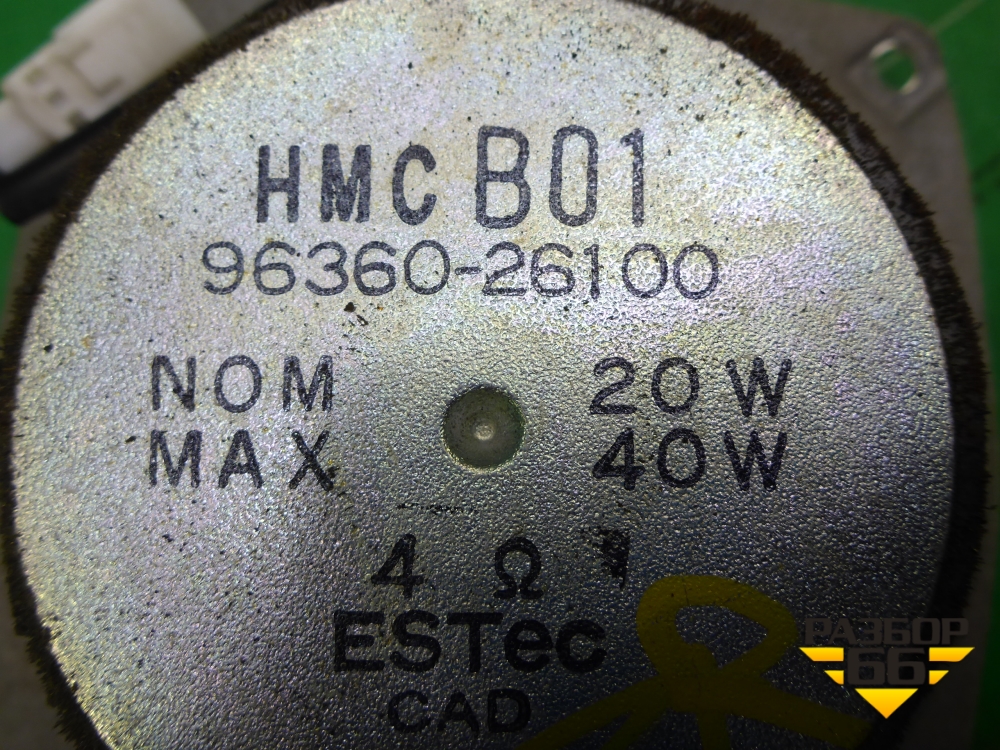 HMC B01
96360-26100
NOM 20W
MAX 40W
4 Ω
ESTec
CAD
РАЗБОР
66